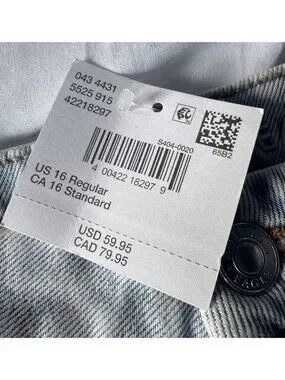 043 4431
5525 915
42218297
S404-0020
65B2
4 00422 18297 9
US 16 Regular
CA 16 Standard
USD 59.95
CAD 79.95